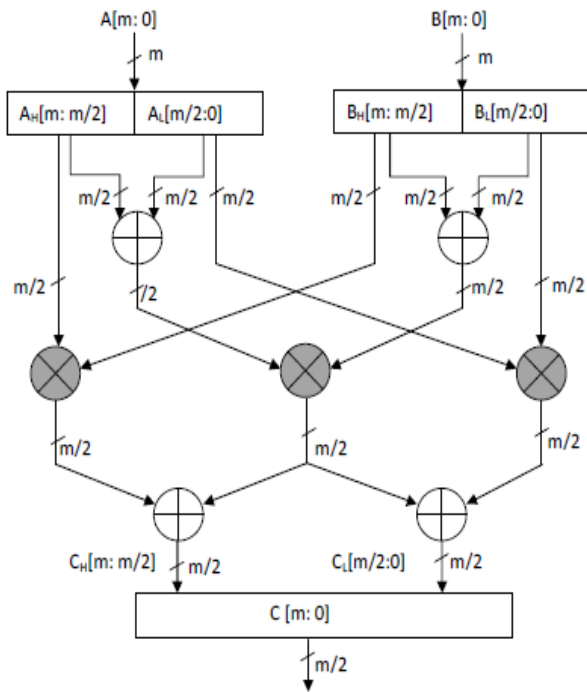 A[m: 0] B[m: 0]
m m
A_H[m: m/2] A_L[m/2:0] B_H[m: m/2] B_L[m/2:0]
m/2 m/2 m/2 m/2 m/2
m/2 /2 m/2 m/2
m/2 m/2 m/2
C_H[m: m/2] m/2 C_L[m/2:0] m/2
C [m: 0]
m/2